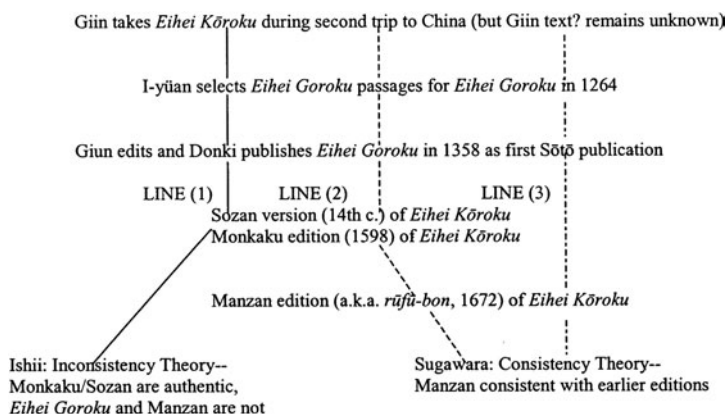 Giin takes Eihei Kōroku during second trip to China (but Giin text? remains unknown)
I-yüan selects Eihei Goroku passages for Eihei Goroku in 1264
Giun edits and Donki publishes Eihei Goroku in 1358 as first Sōtō publication
LINE (1) LINE (2) LINE (3)
Sozan version (14th c.) of Eihei Kōroku
Monkaku edition (1598) of Eihei Kōroku
Manzan edition (a.k.a. rūfū-bon, 1672) of Eihei Kōroku
Ishii: Inconsistency Theory--
Monkaku/Sozan are authentic,
Eihei Goroku and Manzan are not
Sugawara: Consistency Theory--
Manzan consistent with earlier editions